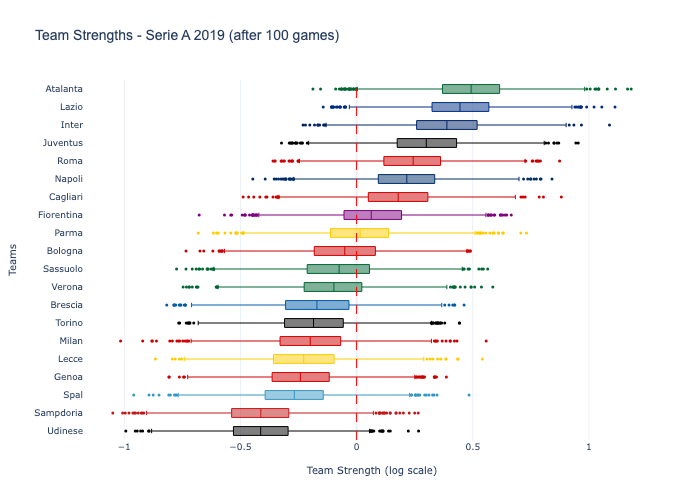 Team Strengths - Serie A 2019 (after 100 games)
Teams
Atalanta
Lazio
Inter
Juventus
Roma
Napoli
Cagliari
Fiorentina
Parma
Bologna
Sassuolo
Verona
Brescia
Torino
Milan
Lecce
Genoa
Spal
Sampdoria
Udinese
−1 −0.5 0 0.5 1
Team Strength (log scale)